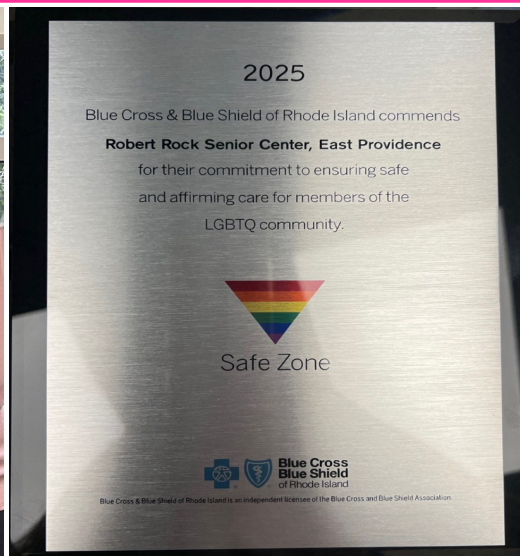 2025
Blue Cross & Blue Shield of Rhode Island commends
Robert Rock Senior Center, East Providence
for their commitment to ensuring safe
and affirming care for members of the
LGBTQ community.
Safe Zone
Blue Cross
Blue Shield
of Rhode Island
Blue Cross & Blue Shield of Rhode Island is an independent licensee of the Blue Cross and Blue Shield Association.